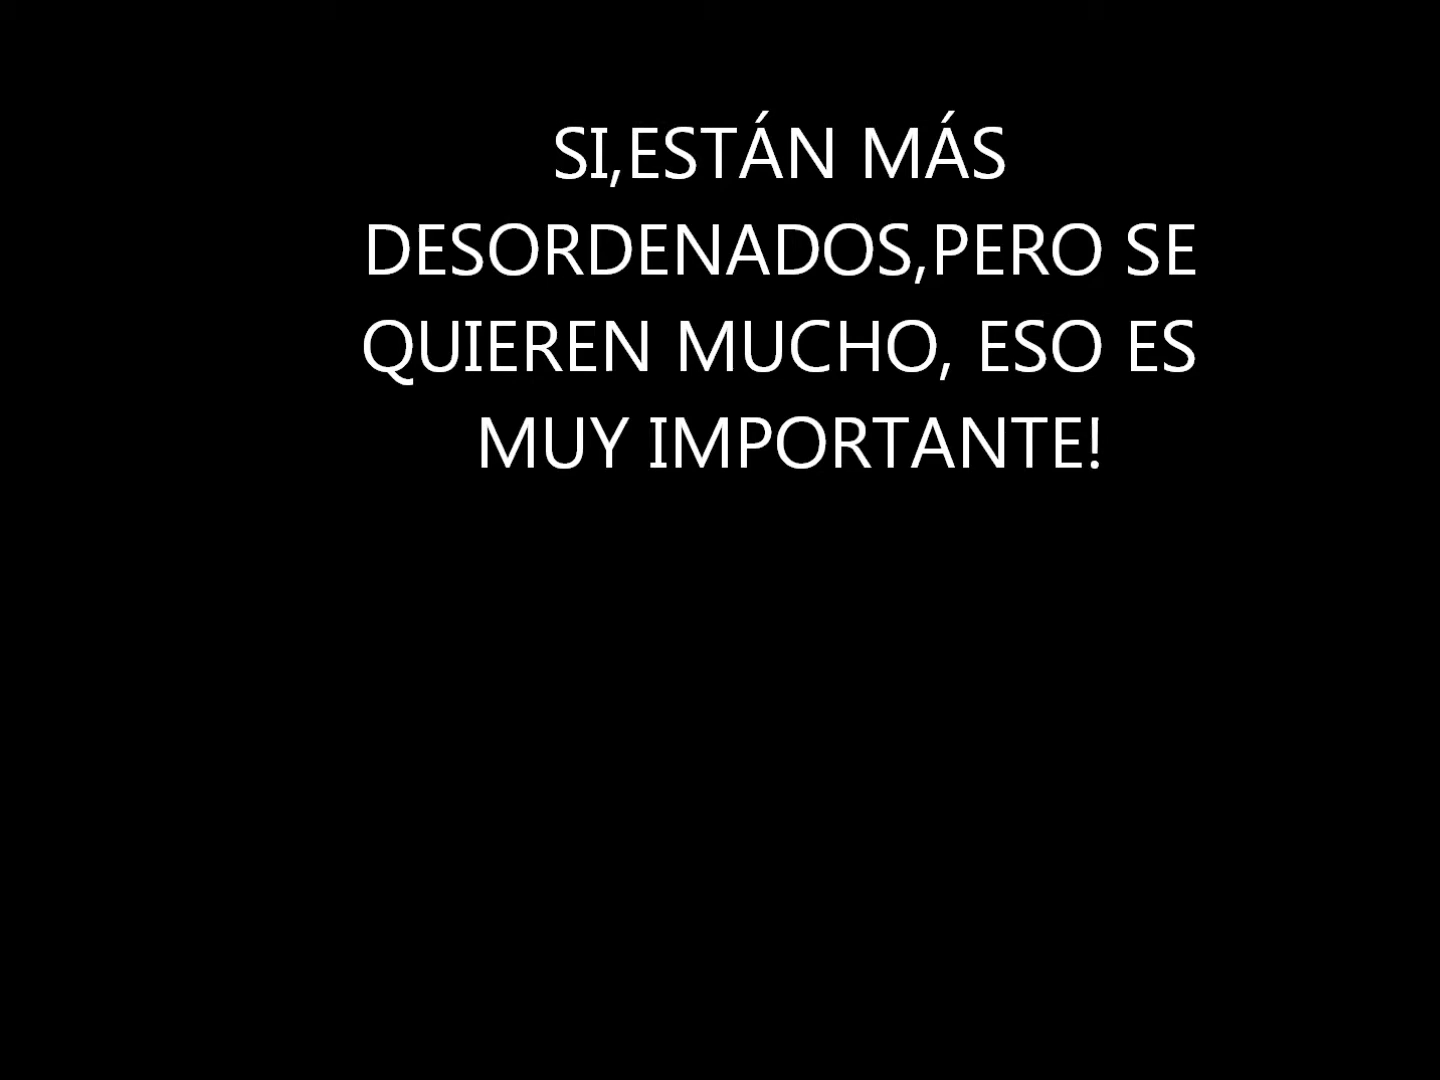 SI,ESTÁN MÁS
DESORDENADOS,PERO SE
QUIEREN MUCHO, ESO ES
MUY IMPORTANTE!